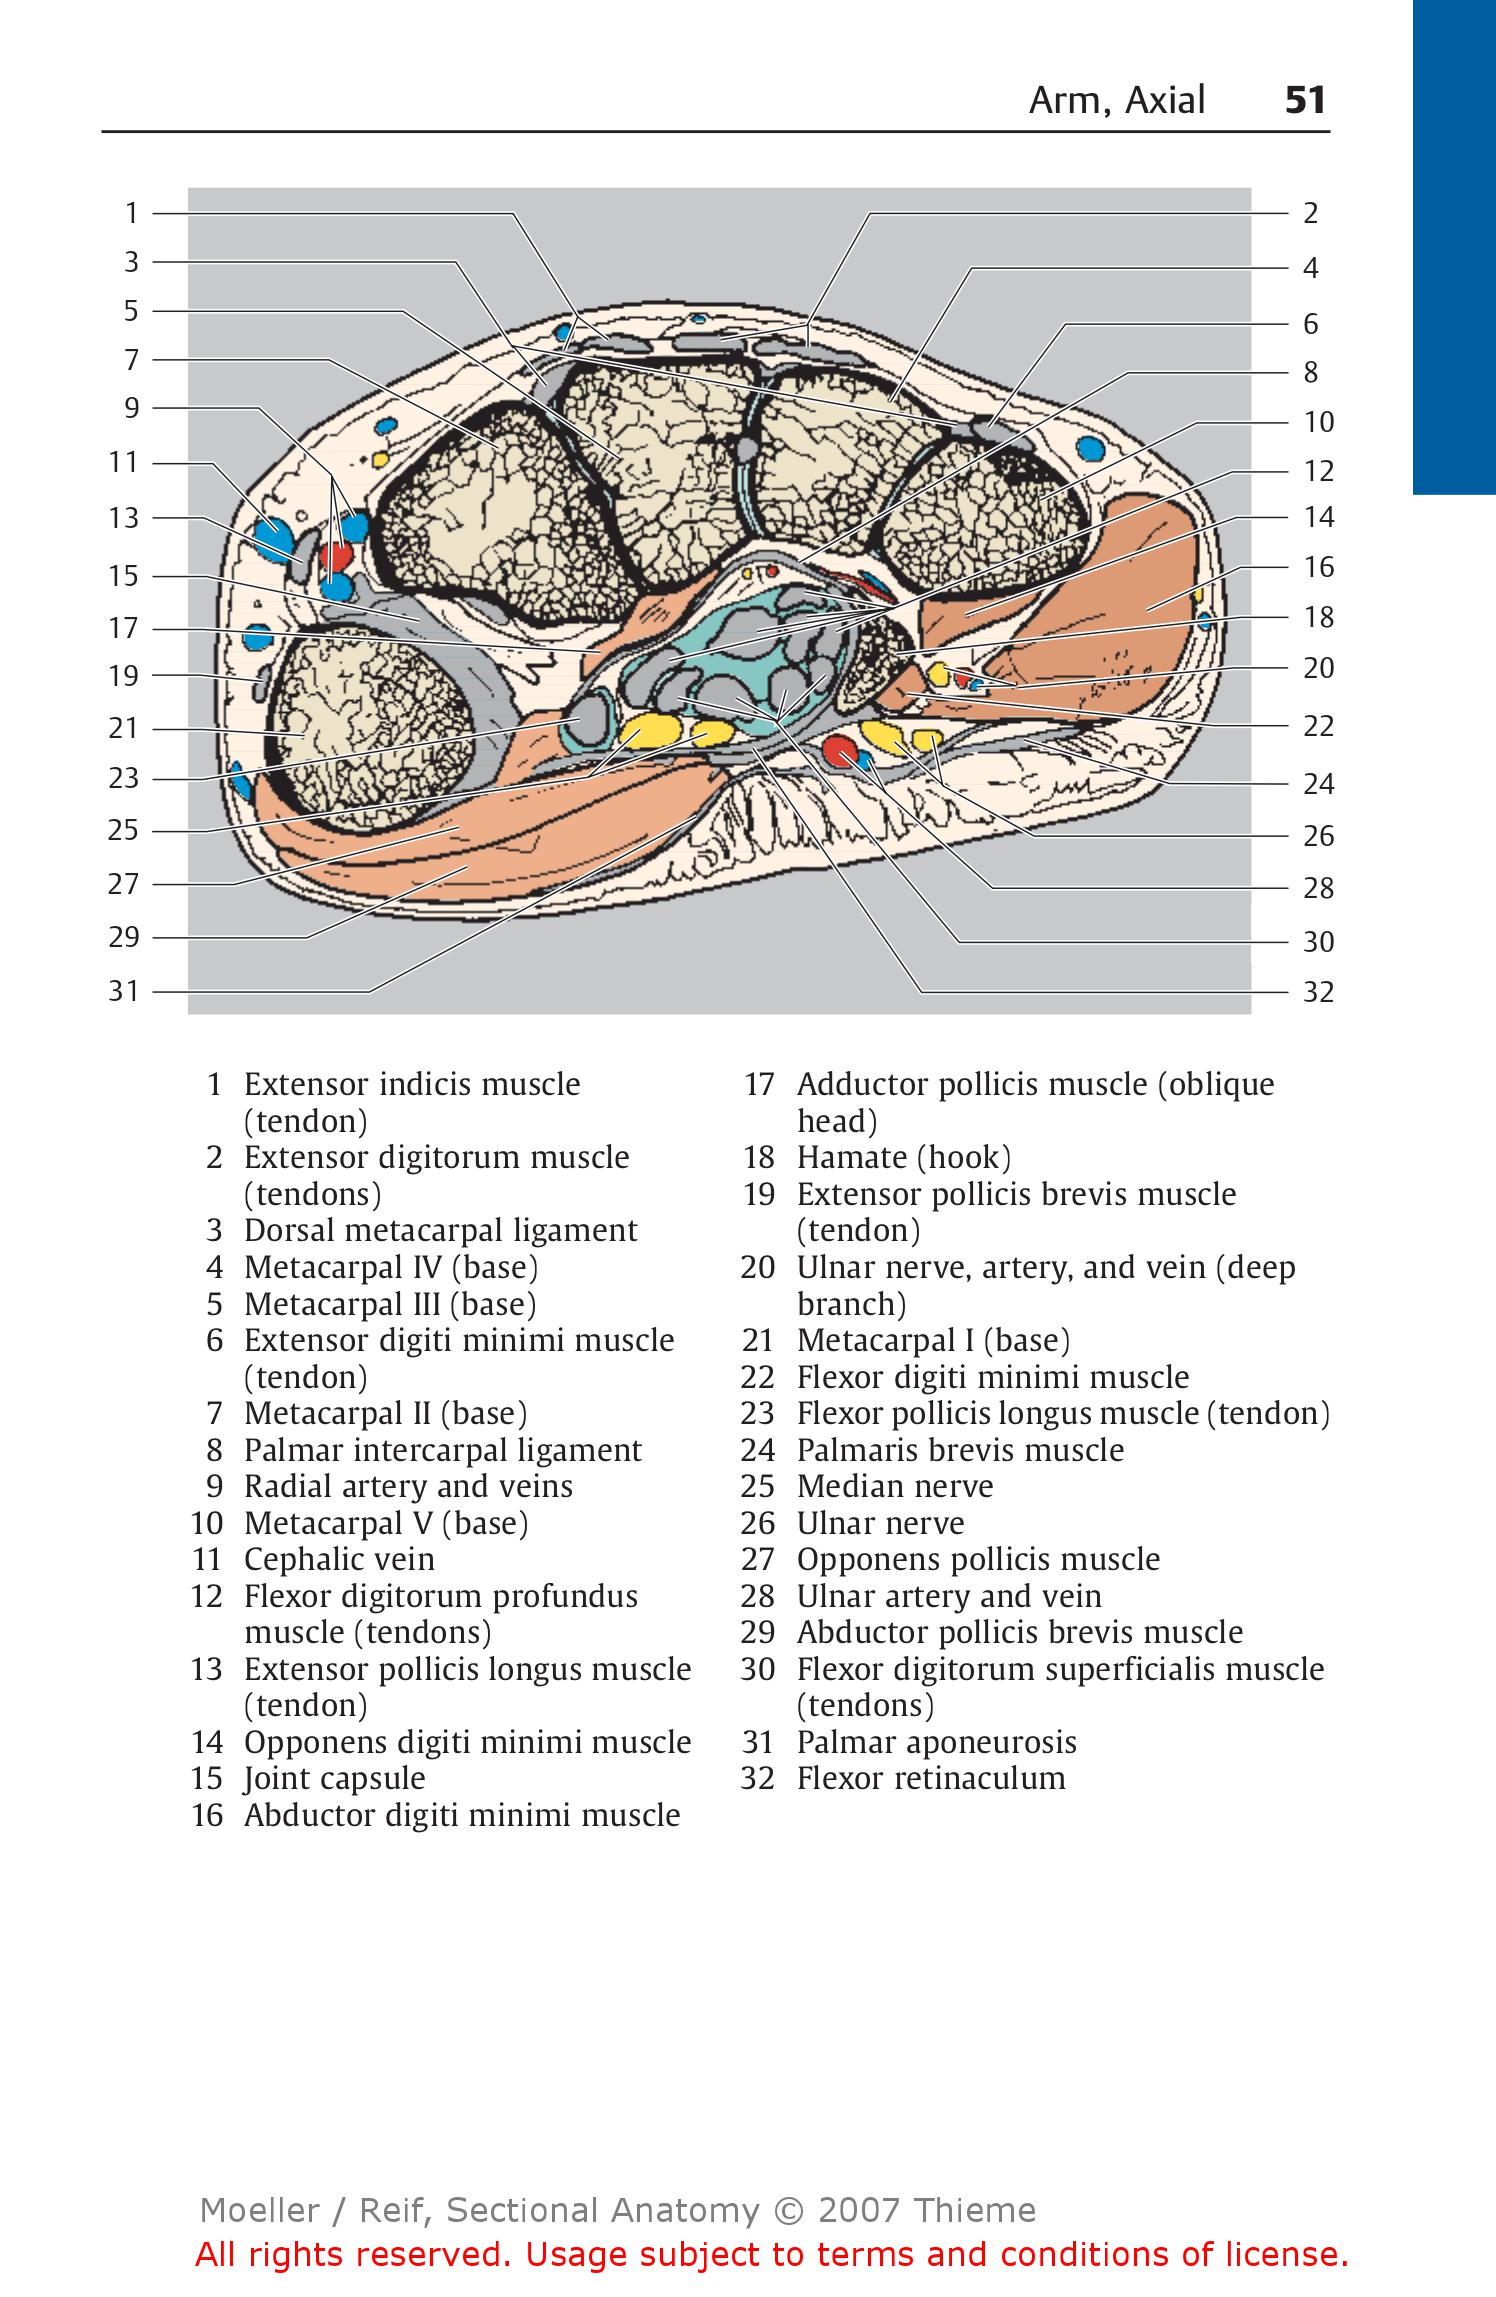 Arm, Axial 51
1
3
5
7
9
11
13
15
17
19
21
23
25
27
29
31
2
4
6
8
10
12
14
16
18
20
22
24
26
28
30
32
1 Extensor indicis muscle
(tendon)
2 Extensor digitorum muscle
(tendons)
3 Dorsal metacarpal ligament
4 Metacarpal IV (base)
5 Metacarpal III (base)
6 Extensor digiti minimi muscle
(tendon)
7 Metacarpal II (base)
8 Palmar intercarpal ligament
9 Radial artery and veins
10 Metacarpal V (base)
11 Cephalic vein
12 Flexor digitorum profundus
muscle (tendons)
13 Extensor pollicis longus muscle
(tendon)
14 Opponens digiti minimi muscle
15 Joint capsule
16 Abductor digiti minimi muscle
17 Adductor pollicis muscle (oblique
head)
18 Hamate (hook)
19 Extensor pollicis brevis muscle
(tendon)
20 Ulnar nerve, artery, and vein (deep
branch)
21 Metacarpal I (base)
22 Flexor digiti minimi muscle
23 Flexor pollicis longus muscle (tendon)
24 Palmaris brevis muscle
25 Median nerve
26 Ulnar nerve
27 Opponens pollicis muscle
28 Ulnar artery and vein
29 Abductor pollicis brevis muscle
30 Flexor digitorum superficialis muscle
(tendons)
31 Palmar aponeurosis
32 Flexor retinaculum
Moeller / Reif, Sectional Anatomy © 2007 Thieme
All rights reserved. Usage subject to terms and conditions of license.